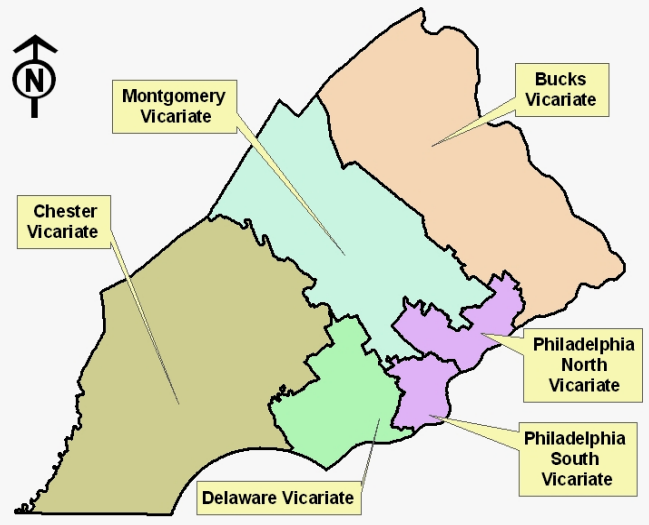 N
Bucks
Vicariate
Montgomery
Vicariate
Chester
Vicariate
Philadelphia
North
Vicariate
Philadelphia
South
Vicariate
Delaware Vicariate